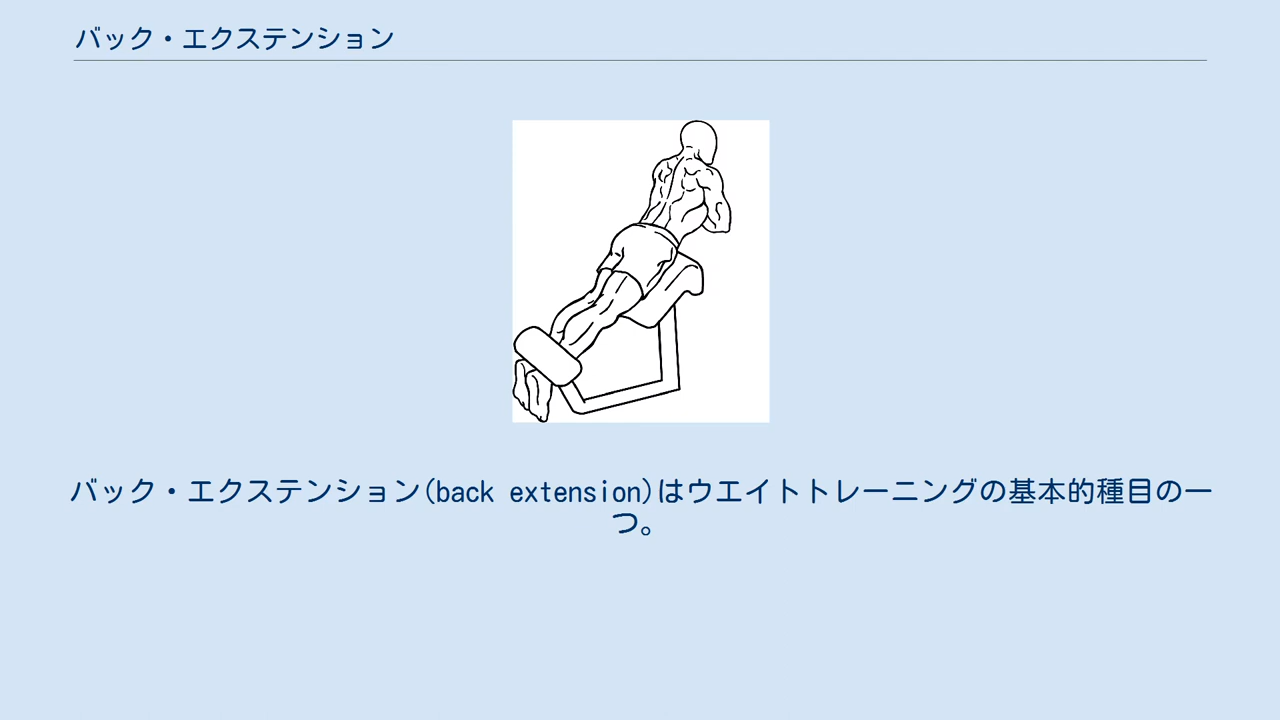 バック・エクステンション
バック・エクステンション(back extension)はウエイトトレーニングの基本的種目の一
つ。